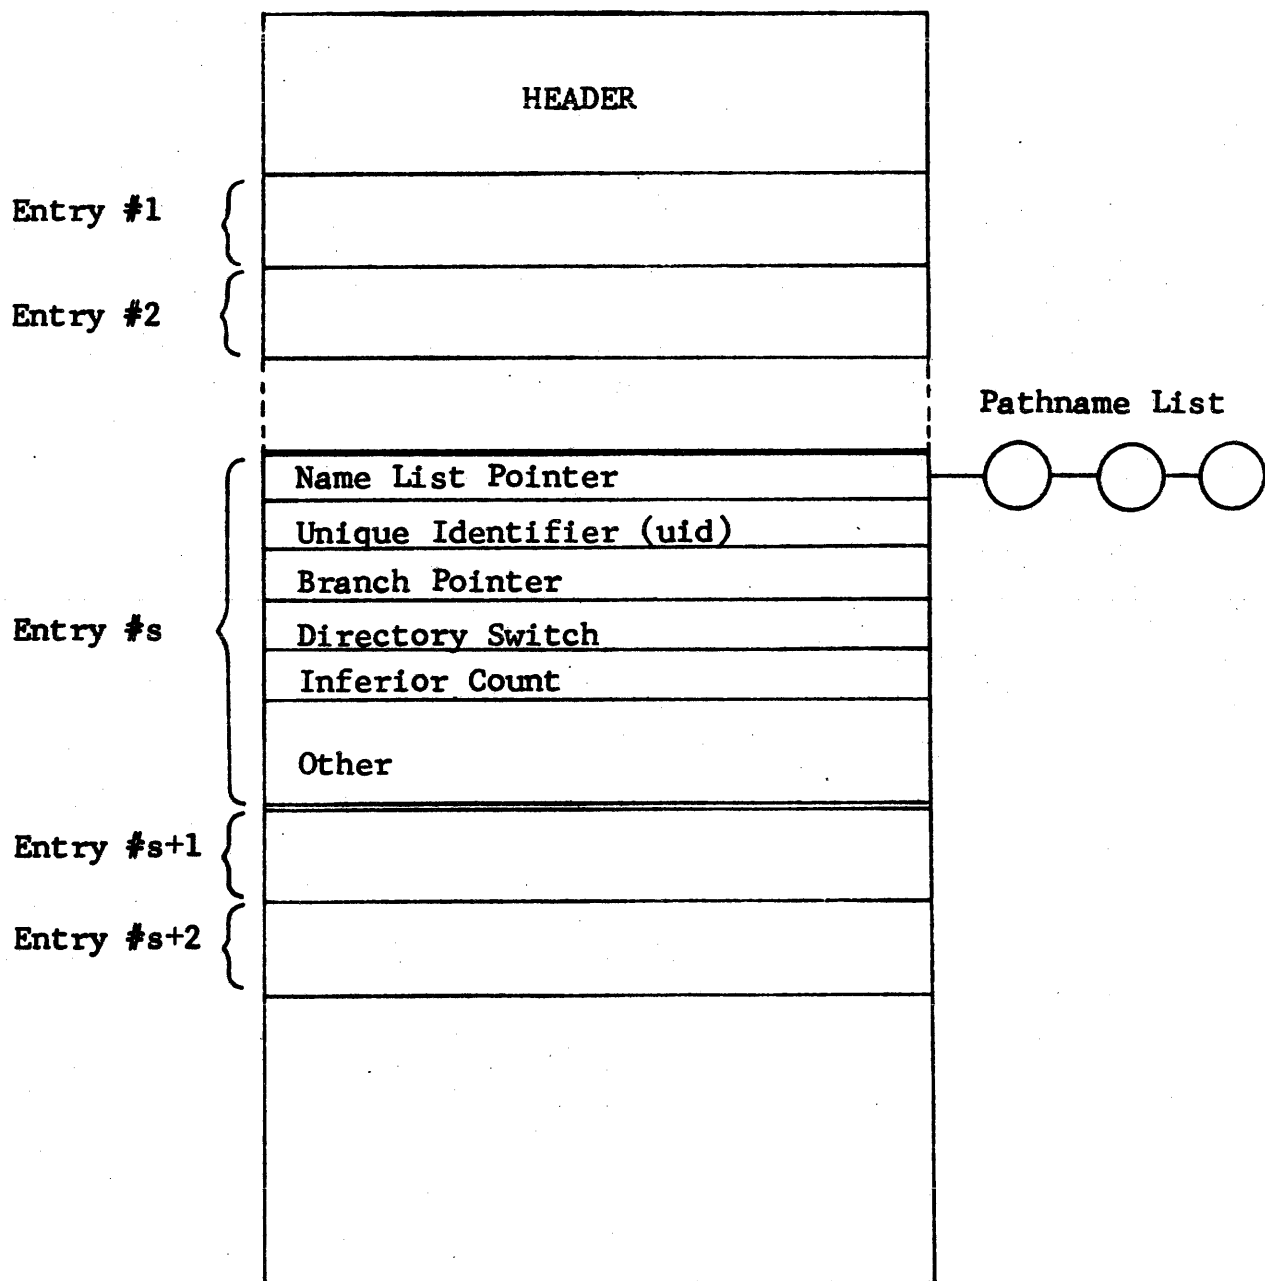 HEADER
Entry #1
Entry #2
Pathname List
Name List Pointer
Unique Identifier (uid)
Branch Pointer
Entry #s
Directory Switch
Inferior Count
Other
Entry #s+1
Entry #s+2